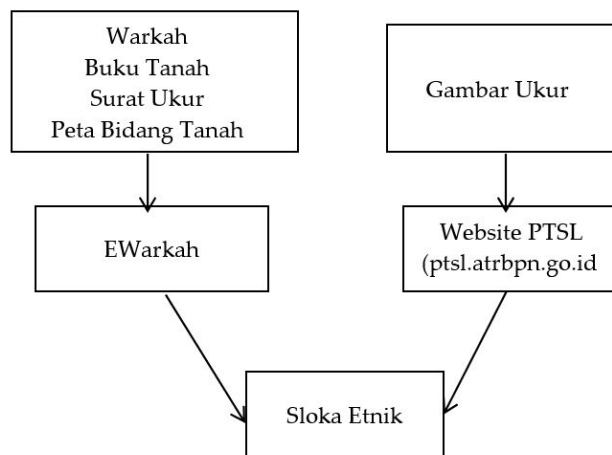 Warkah
Buku Tanah
Surat Ukur
Peta Bidang Tanah
Gambar Ukur
EWarkah
Website PTSL
(ptsl.atrbpn.go.id
Sloka Etnik